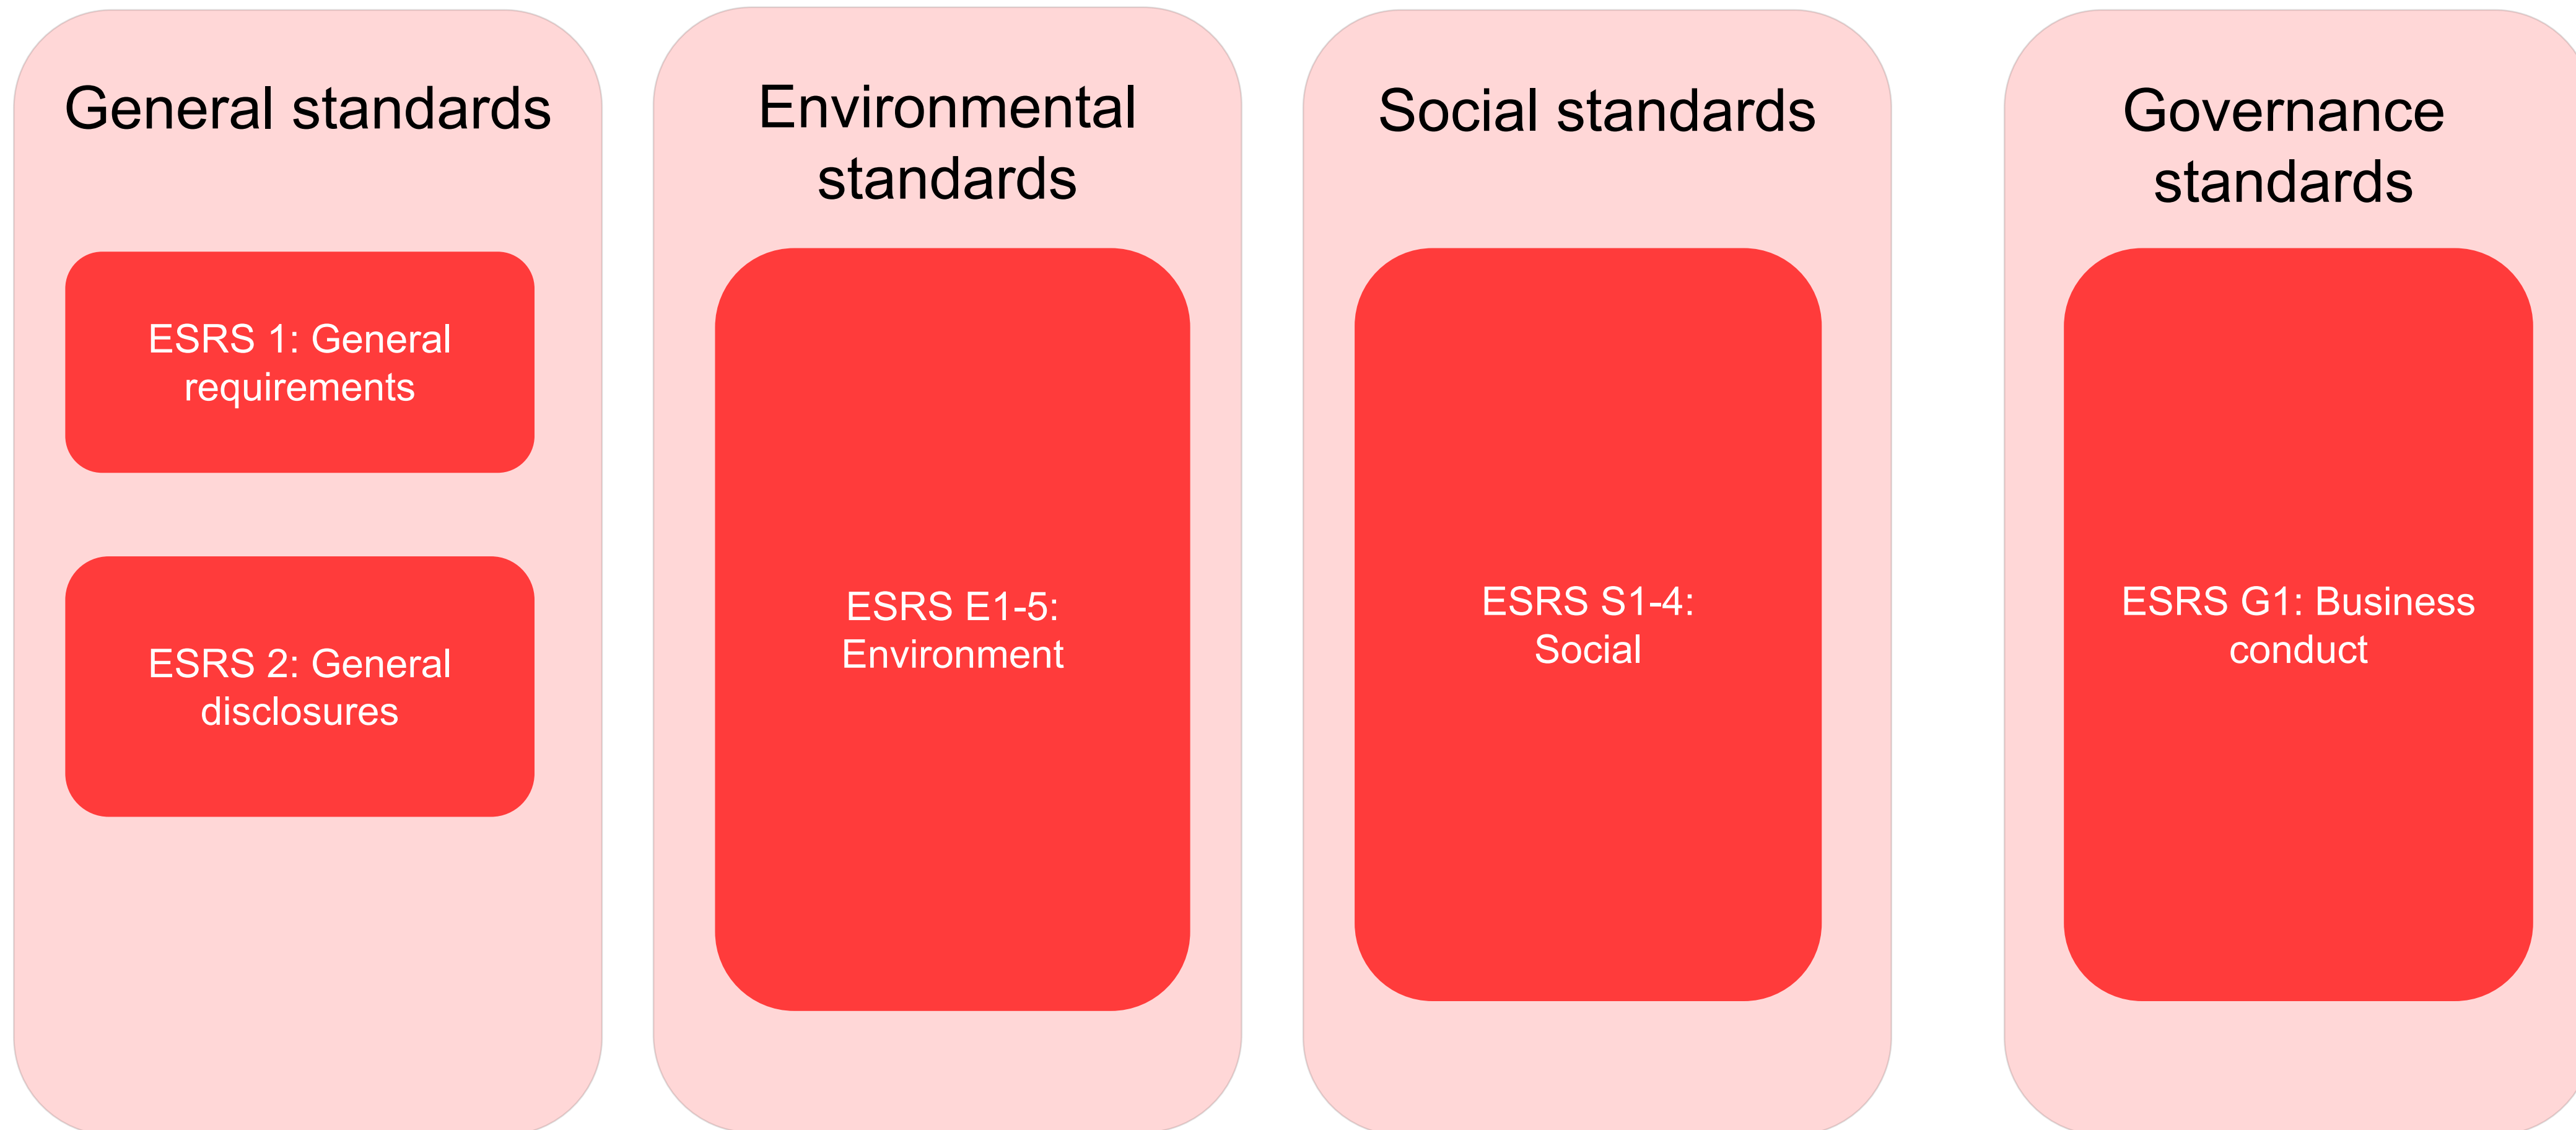 General standards
ESRS 1: General
requirements
ESRS 2: General
disclosures
Environmental
standards
ESRS E1-5:
Environment
Social standards
ESRS S1-4:
Social
Governance
standards
ESRS G1: Business
conduct